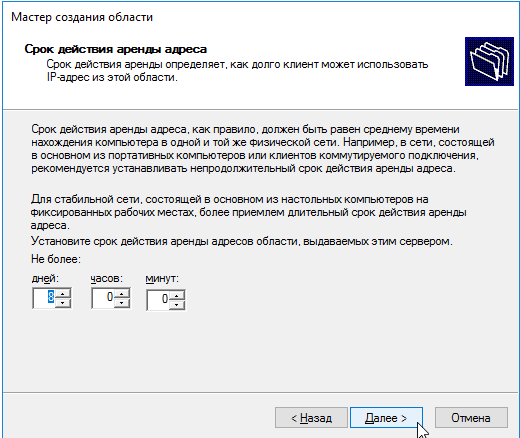 Мастер создания области
Срок действия аренды адреса
Срок действия аренды определяет, как долго клиент может использовать
IP-адрес из этой области.
Срок действия аренды адреса, как правило, должен быть равен среднему времени
нахождения компьютера в одной и той же физической сети. Например, в сети, состоящей
в основном из портативных компьютеров или клиентов коммутируемого подключения,
рекомендуется устанавливать непродолжительный срок действия аренды адреса.
Для стабильной сети, состоящей в основном из настольных компьютеров на
фиксированных рабочих местах, более приемлем длительный срок действия аренды
адреса.
Установите срок действия аренды адресов области, выдаваемых этим сервером.
Не более:
дней: часов: минут:
8 0 0
< Назад Далее > Отмена